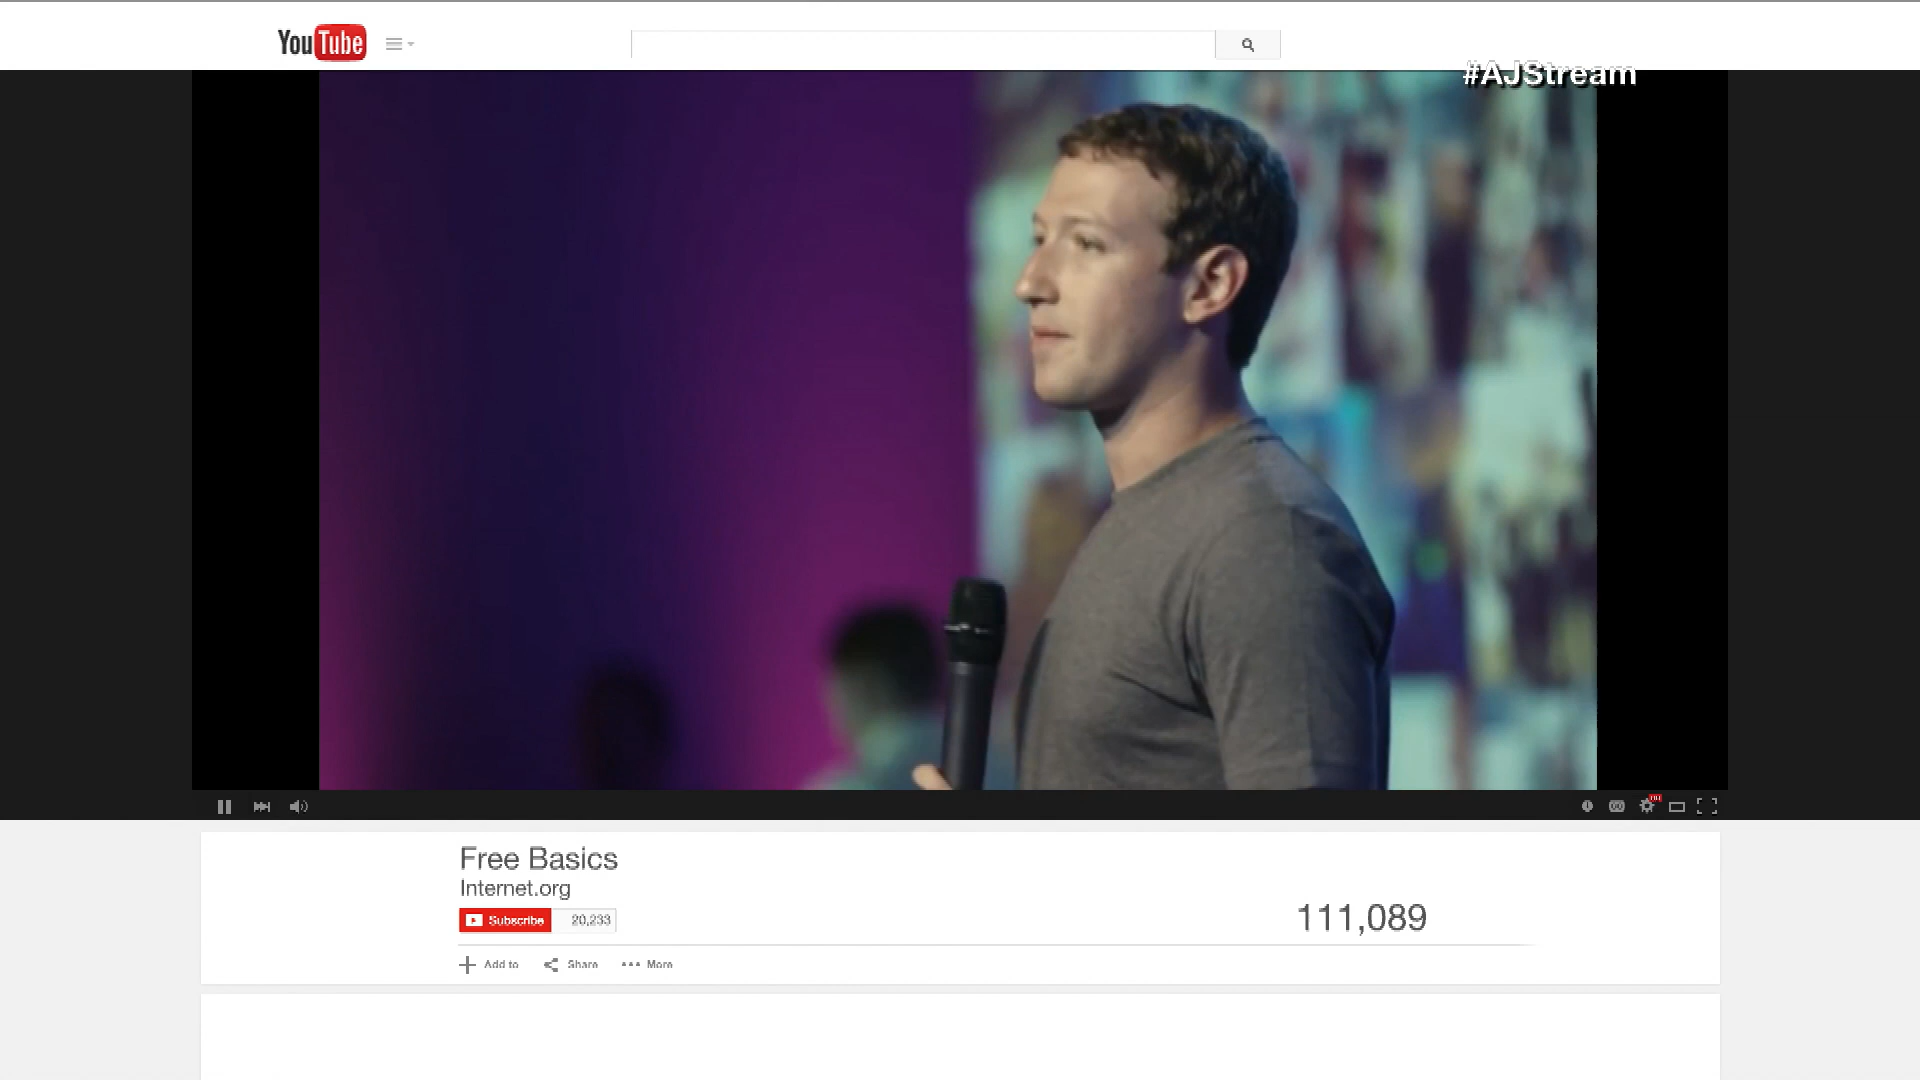 YouTube
#AJStream
Free Basics
Internet.org
Subscribe 20,233
111,089
Add to Share More